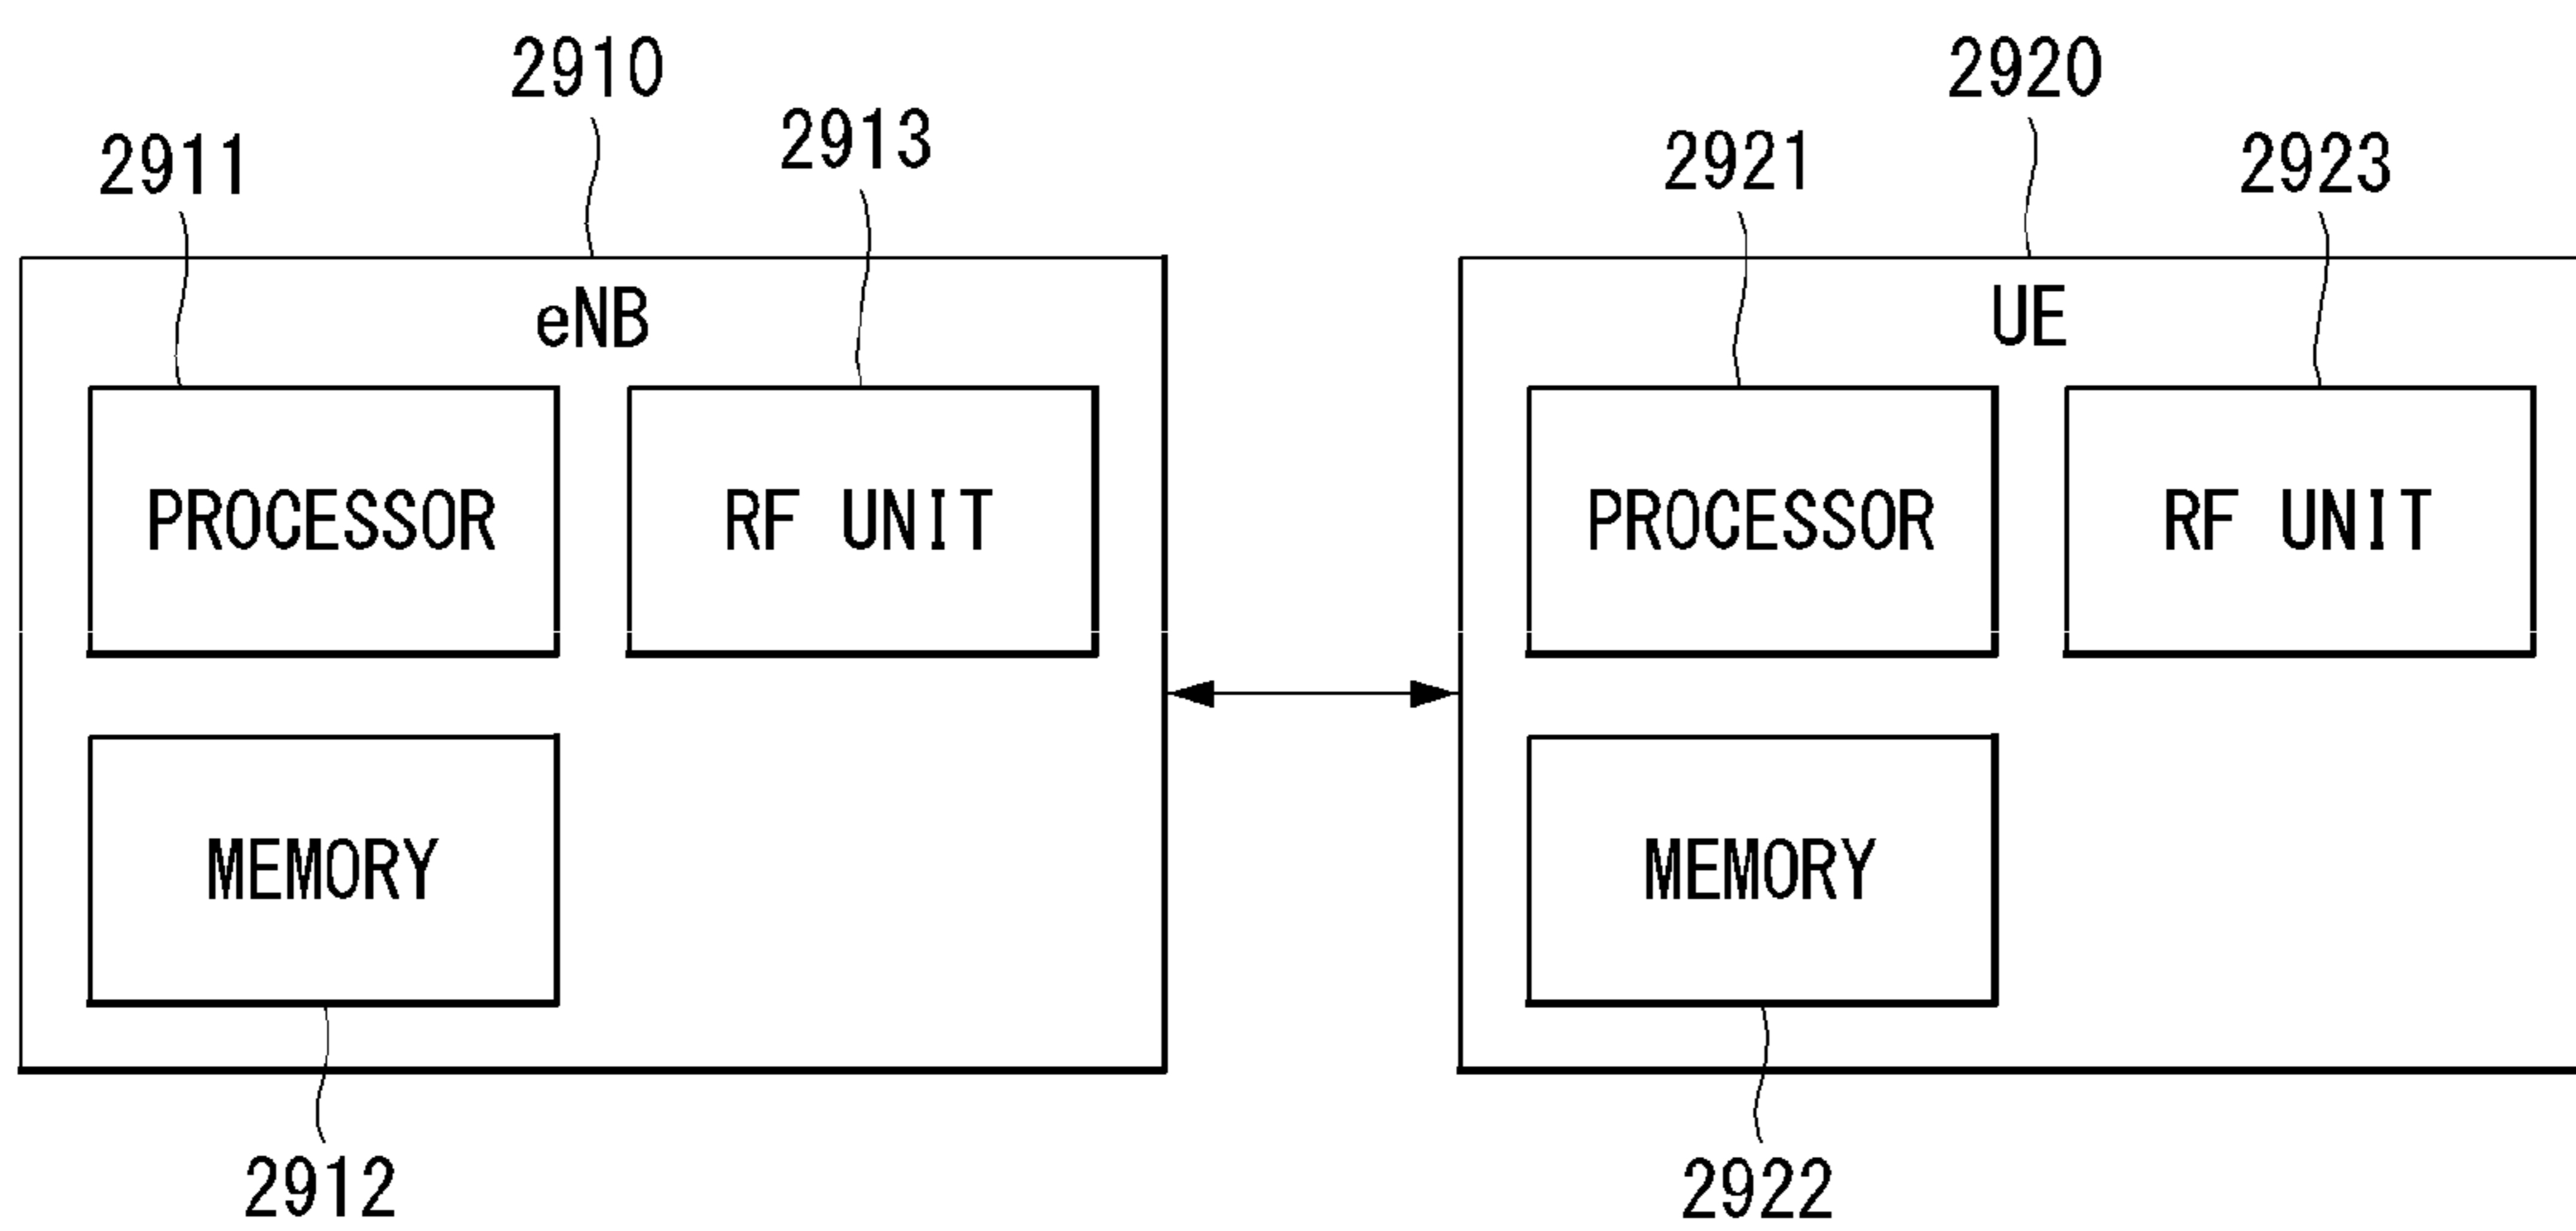 2910
2920
2911
2913
2921
2923
eNB
UE
PROCESSOR
RF UNIT
PROCESSOR
RF UNIT
MEMORY
MEMORY
2912
2922